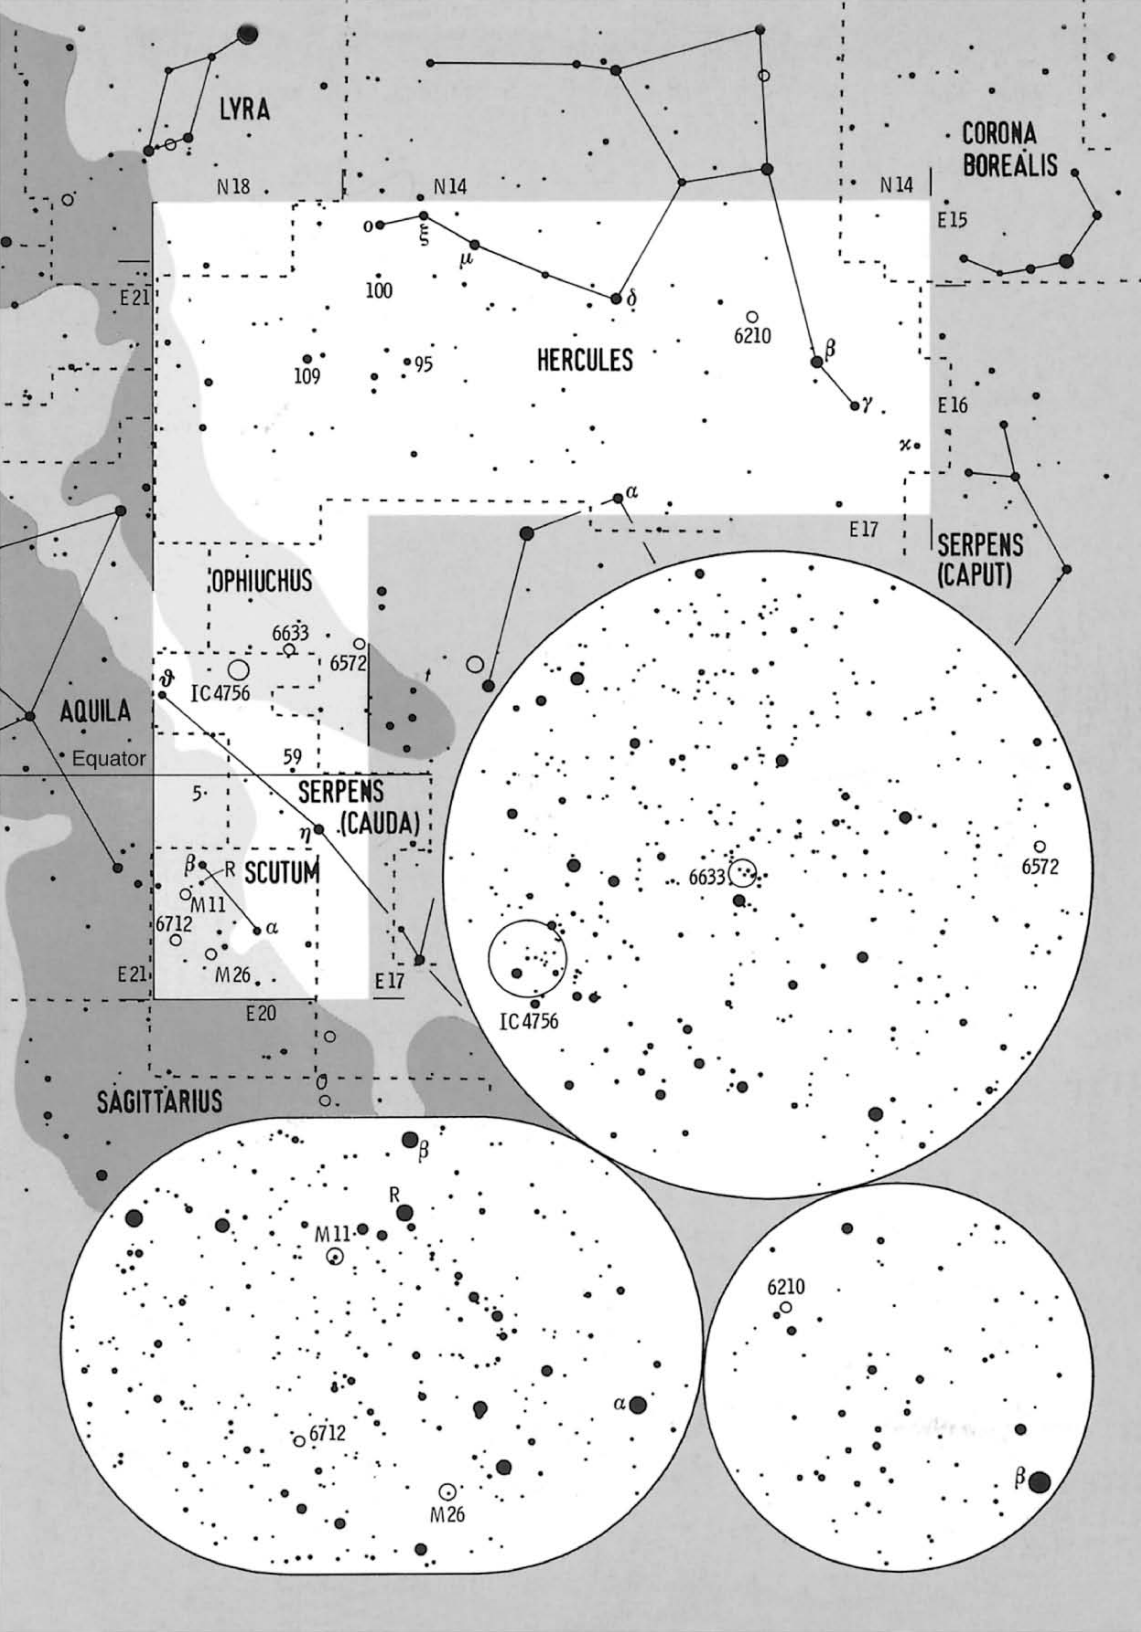 LYRA
CORONA
BOREALIS
N18
N14
N14
E15
ο
ξ
μ
E21
100
δ
6210
HERCULES
β
109
95
γ
E16
ϰ
α
E17
SERPENS
(CAPUT)
OPHIUCHUS
6633
6572
ϑ
IC 4756
AQUILA
Equator
59
5
SERPENS
(CAUDA)
η
β
R
SCUTUM
M11
6712
α
E21
M26
E17
E20
SAGITTARIUS
6633
6572
IC 4756
β
R
M11
α
6712
M26
6210
β